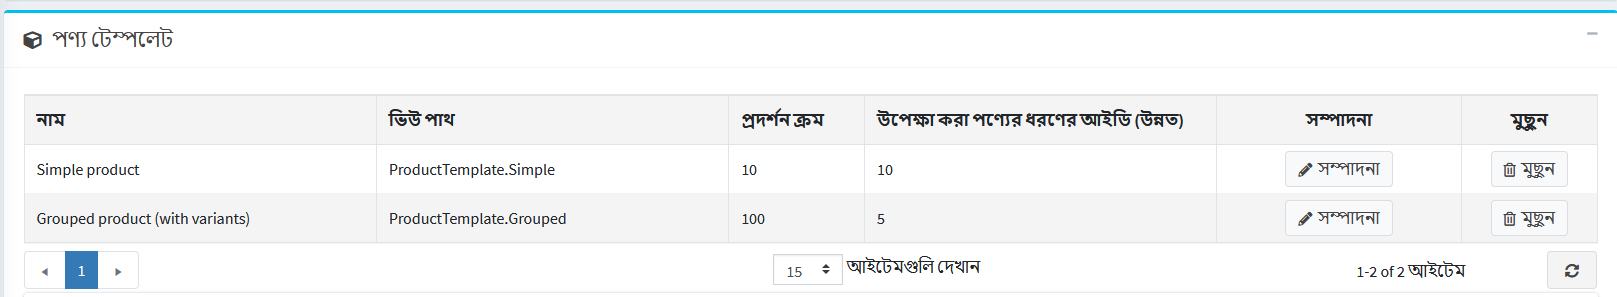 পণ্য টেম্পলেট
নাম ভিউ পাথ প্রদর্শন ক্রম উপেক্ষা করা পণ্যের ধরণের আইডি (উন্নত) সম্পাদনা মুছুন
Simple product ProductTemplate.Simple 10 10 সম্পাদনা মুছুন
Grouped product (with variants) ProductTemplate.Grouped 100 5 সম্পাদনা মুছুন
1 15 আইটেমগুলি দেখান 1-2 of 2 আইটেম